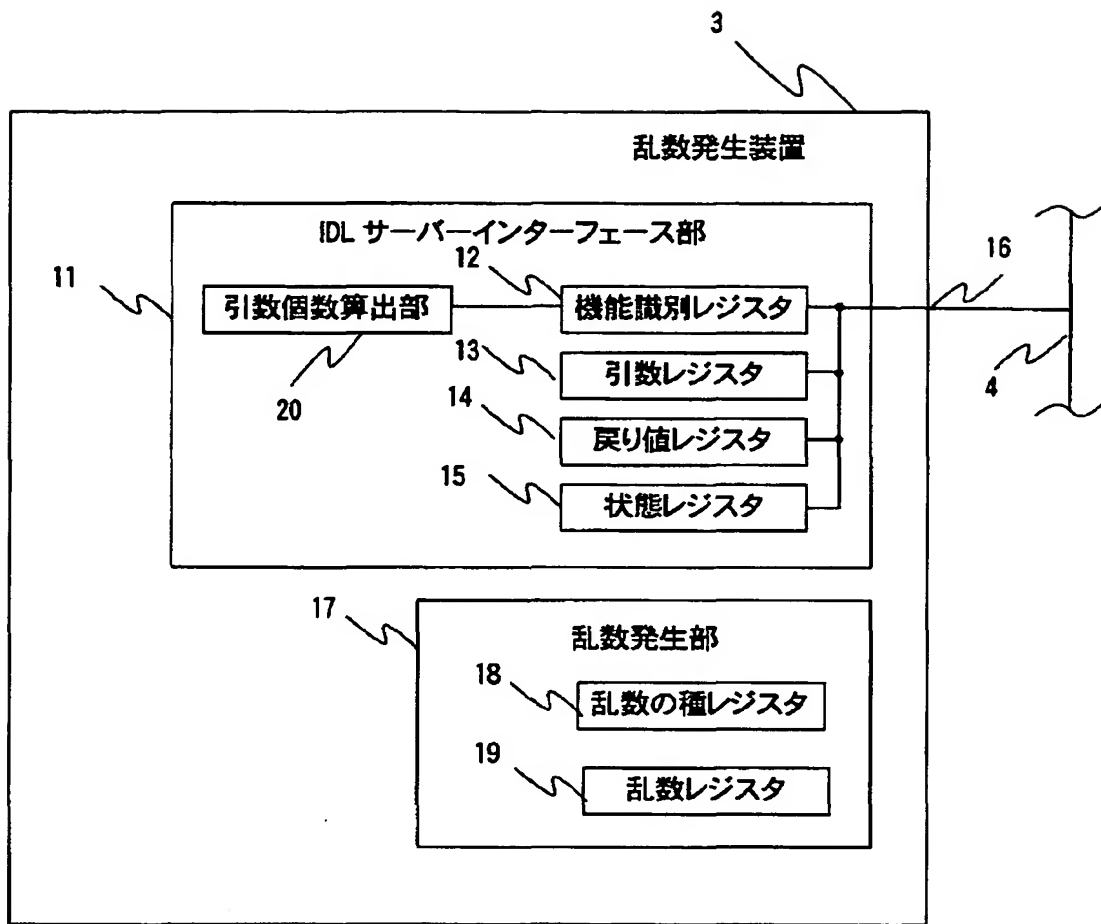 3
乱数発生装置
IDL サーバーインターフェース部
11
12
16
引数個数算出部
機能識別レジスタ
13
引数レジスタ
4
20
14
戻り値レジスタ
15
状態レジスタ
17
乱数発生部
18
乱数の種レジスタ
19
乱数レジスタ